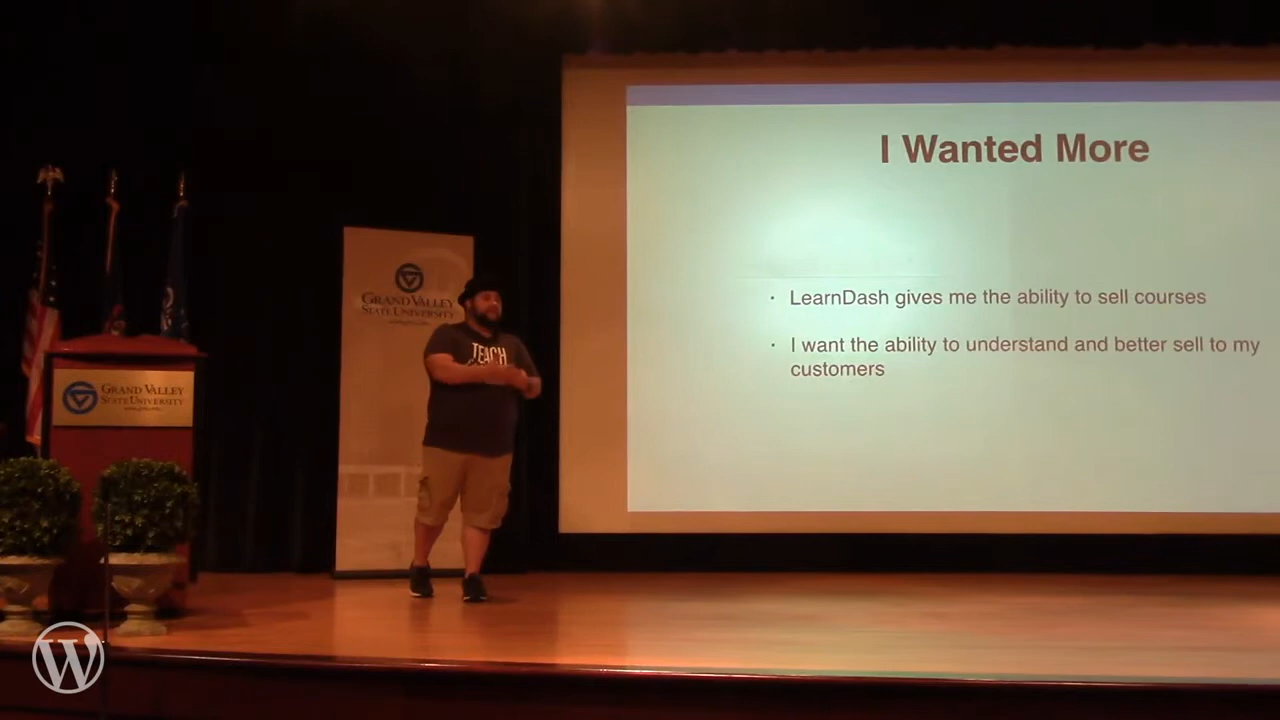 I Wanted More
· LearnDash gives me the ability to sell courses
· I want the ability to understand and better sell to my
customers
GRAND VALLEY
STATE UNIVERSITY
TEACH
GRAND VALLEY
STATE UNIVERSITY
W